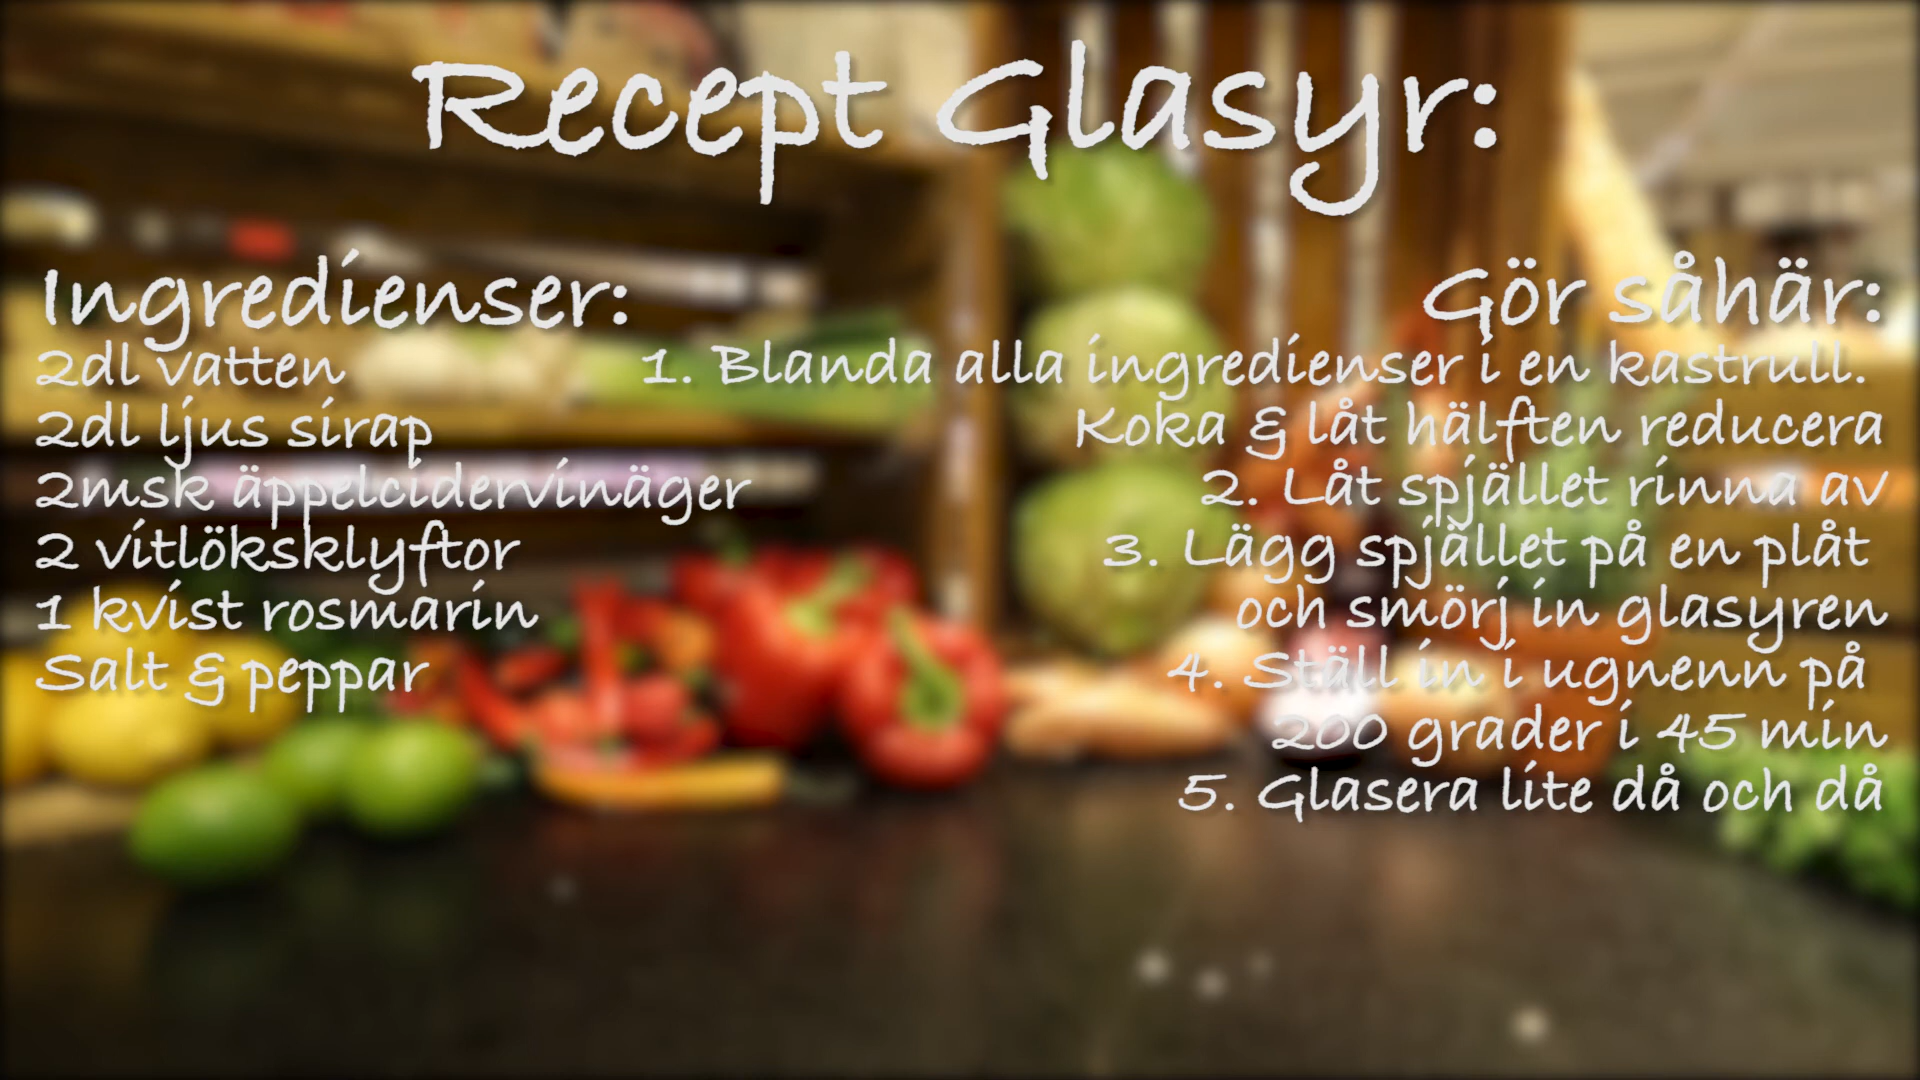 Recept Glasyr:
Ingredienser:
2dl vatten
2dl ljus sirap
2msk äppelcidervinäger
2 vitlöksklyftor
1 kvist rosmarin
Salt & peppar
Gör såhär:
1. Blanda alla ingredienser i en kastrull.
Koka & låt hälften reducera
2. Låt spjället rinna av
3. Lägg spjället på en plåt
och smörj in glasyren
4. Ställ in i ugnenn på
200 grader i 45 min
5. Glasera lite då och då